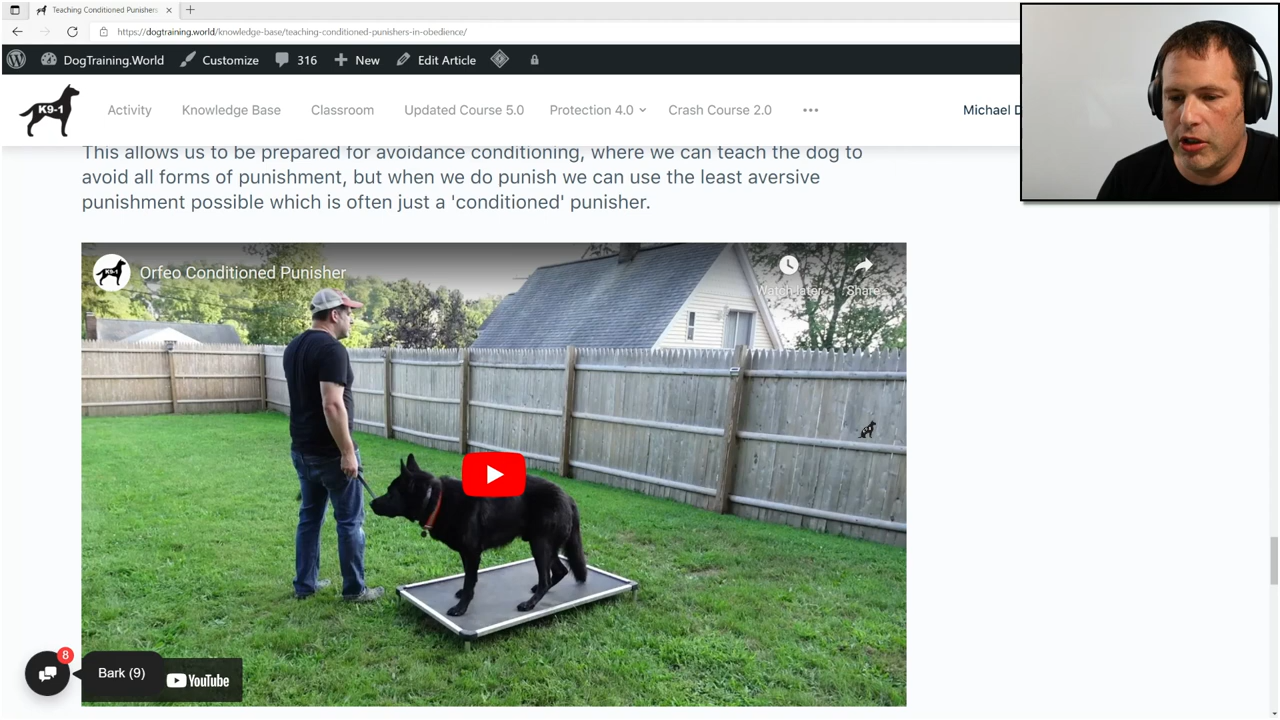 Teaching Conditioned Punishers
https://dogtraining.world/knowledge-base/teaching-conditioned-punishers-in-obedience/
DogTraining.World Customize 316 New Edit Article
K9-1 Activity Knowledge Base Classroom Updated Course 5.0 Protection 4.0 Crash Course 2.0 Michael D
This allows us to be prepared for avoidance conditioning, where we can teach the dog to
avoid all forms of punishment, but when we do punish we can use the least aversive
punishment possible which is often just a 'conditioned' punisher.
K9-1 Orfeo Conditioned Punisher
Watch later Share
8
Bark (9)
YouTube